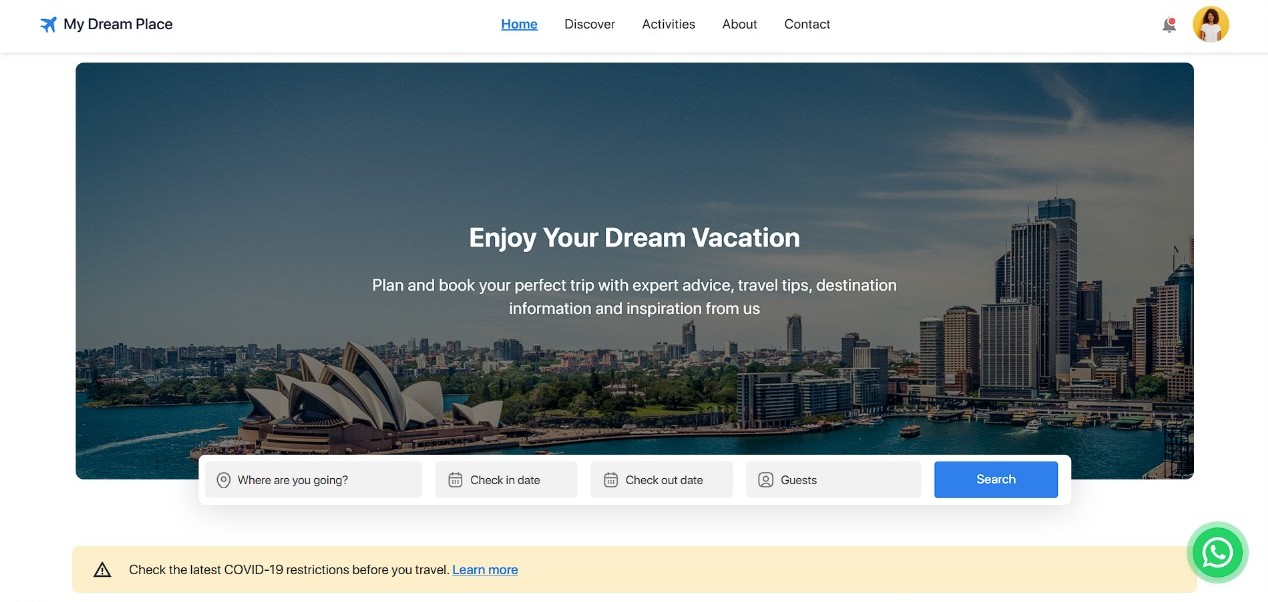 My Dream Place
Home Discover Activities About Contact
Enjoy Your Dream Vacation
Plan and book your perfect trip with expert advice, travel tips, destination
information and inspiration from us
Where are you going? Check in date Check out date Guests Search
Check the latest COVID-19 restrictions before you travel. Learn more